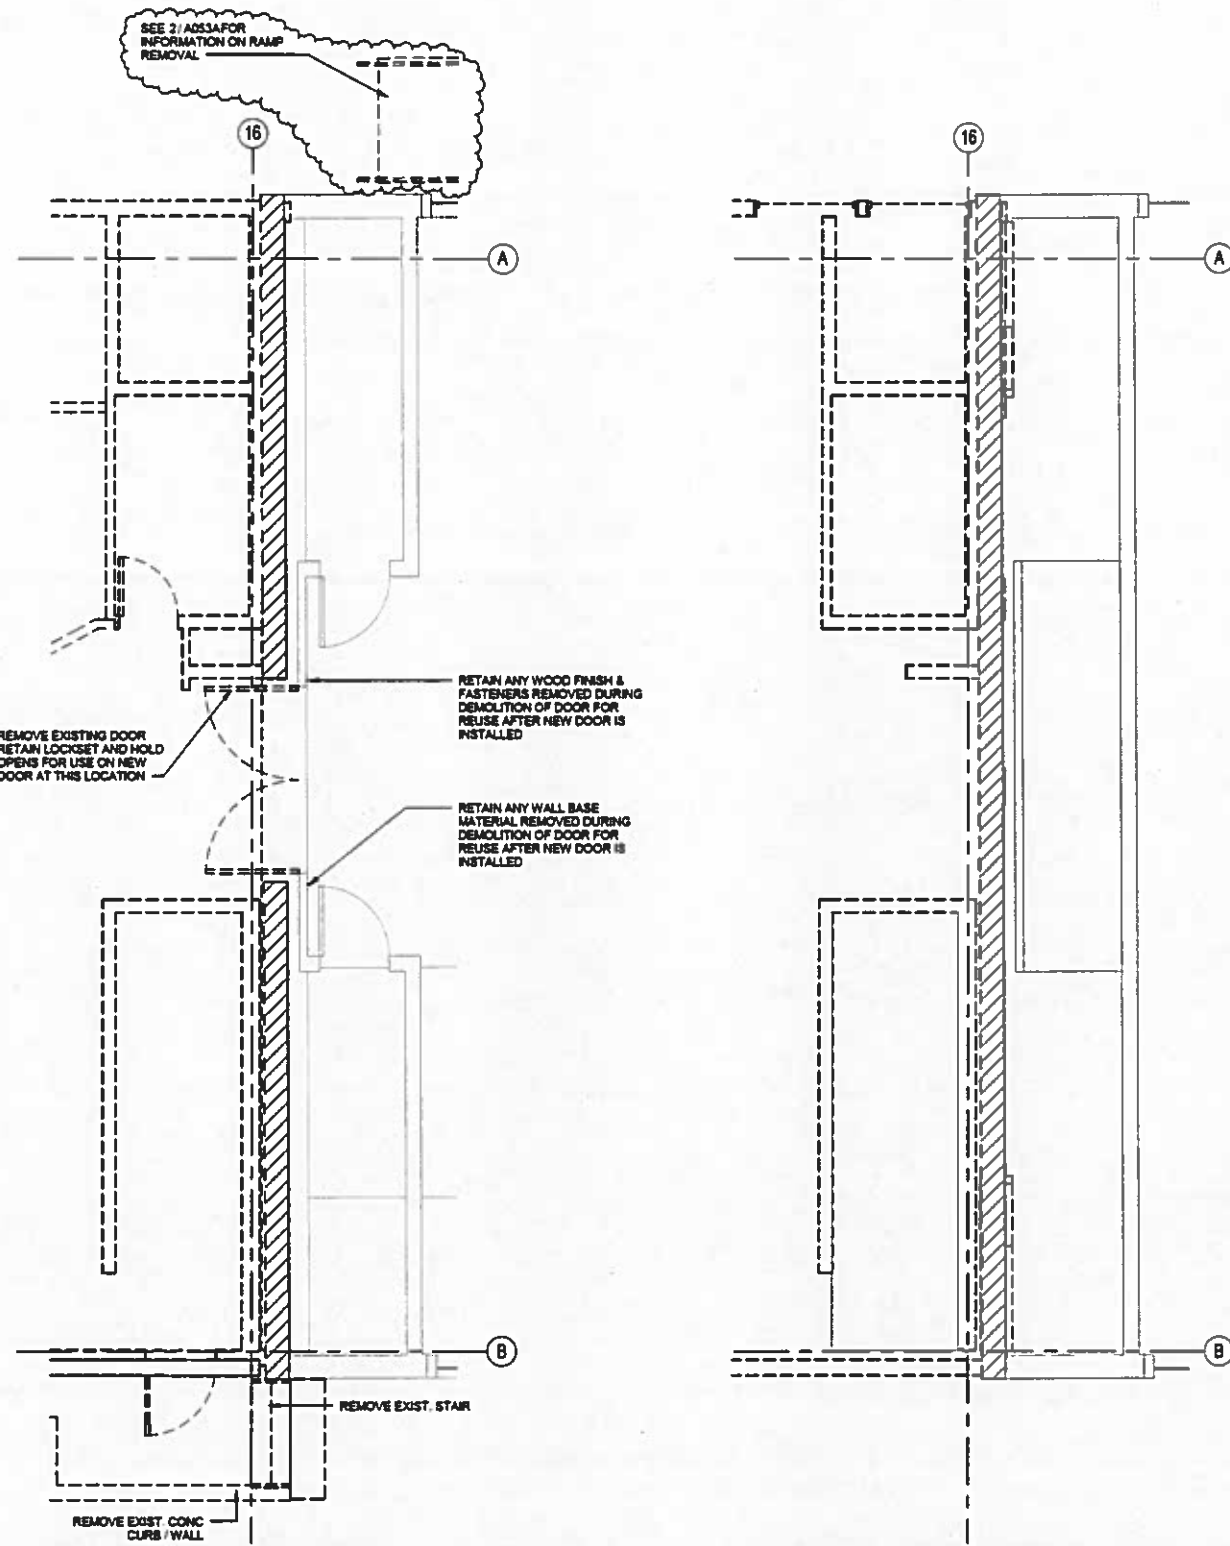 SEE 2/A053A FOR
INFORMATION ON RAMP
REMOVAL
16
16
A
A
RETAIN ANY WOOD FINISH &
FASTENERS REMOVED DURING
DEMOLITION OF DOOR FOR
REUSE AFTER NEW DOOR IS
INSTALLED
REMOVE EXISTING DOOR
RETAIN LOCKSET AND HOLD
OPENS FOR USE ON NEW
DOOR AT THIS LOCATION
RETAIN ANY WALL BASE
MATERIAL REMOVED DURING
DEMOLITION OF DOOR FOR
REUSE AFTER NEW DOOR IS
INSTALLED
B
B
REMOVE EXIST. STAIR
REMOVE EXIST. CONC
CURB / WALL